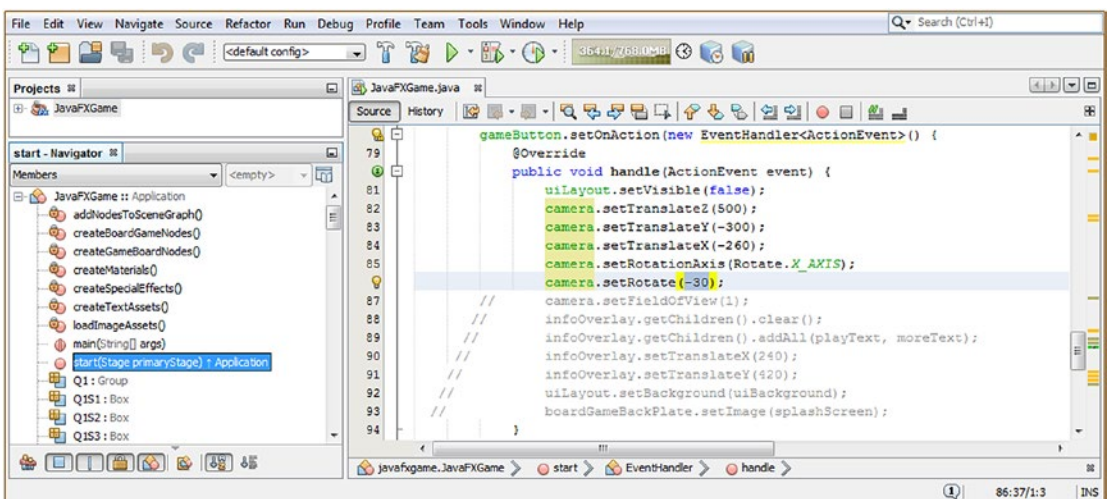 File Edit View Navigate Source Refactor Run Debug Profile Team Tools Window Help
Search (Ctrl+I)
<default config>
364.1/768.0MB
Projects
JavaFXGame
start - Navigator
Members
<empty>
JavaFXGame :: Application
addNodesToSceneGraph()
createBoardGameNodes()
createGameBoardNodes()
createMaterials()
createSpecialEffects()
createTextAssets()
loadImageAssets()
main(String[] args)
start(Stage primaryStage) ↑ Application
Q1 : Group
Q1S1 : Box
Q1S2 : Box
Q1S3 : Box
JavaFXGame.java
Source History
gameButton.setOnAction(new EventHandler<ActionEvent>() {
79 @Override
public void handle(ActionEvent event) {
81 uiLayout.setVisible(false);
82 camera.setTranslateZ(500);
83 camera.setTranslateY(-300);
84 camera.setTranslateX(-260);
85 camera.setRotationAxis(Rotate.X_AXIS);
camera.setRotate(-30);
87 // camera.setFieldOfView(1);
88 // infoOverlay.getChildren().clear();
89 // infoOverlay.getChildren().addAll(playText, moreText);
90 // infoOverlay.setTranslateX(240);
91 // infoOverlay.setTranslateY(420);
92 // uiLayout.setBackground(uiBackground);
93 // boardGameBackPlate.setImage(splashScreen);
94 }
javafxgame.JavaFXGame start EventHandler handle
1 86:37/1:3 INS